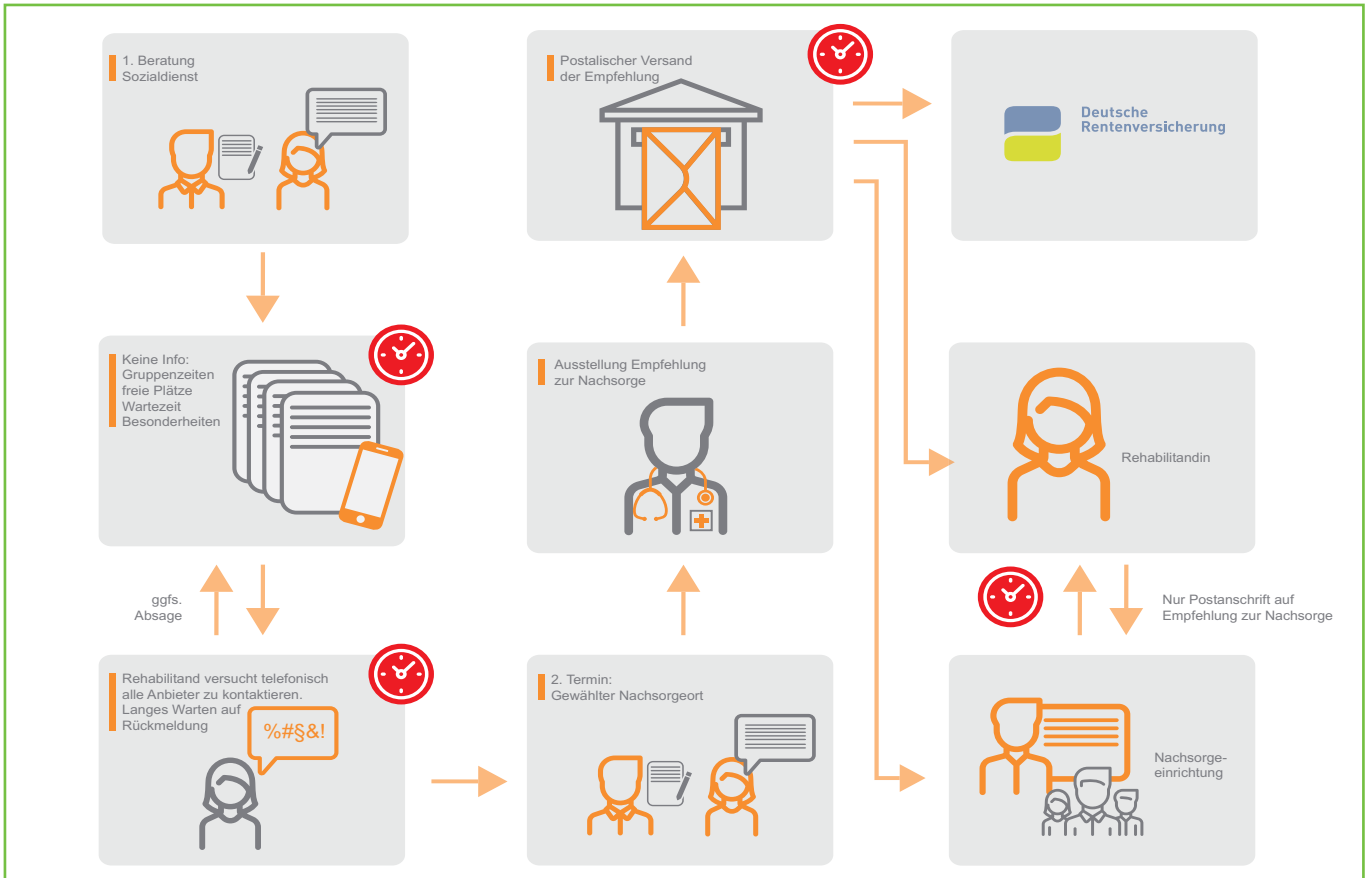 1. Beratung
Sozialdienst
Keine Info:
Gruppenzeiten
freie Plätze
Wartezeit
Besonderheiten
ggfs.
Absage
Rehabilitand versucht telefonisch
alle Anbieter zu kontaktieren.
Langes Warten auf
Rückmeldung
%#§&!
2. Termin:
Gewählter Nachsorgeort
Ausstellung Empfehlung
zur Nachsorge
Postalischer Versand
der Empfehlung
Deutsche
Rentenversicherung
Rehabilitandin
Nur Postanschrift auf
Empfehlung zur Nachsorge
Nachsorge-
einrichtung